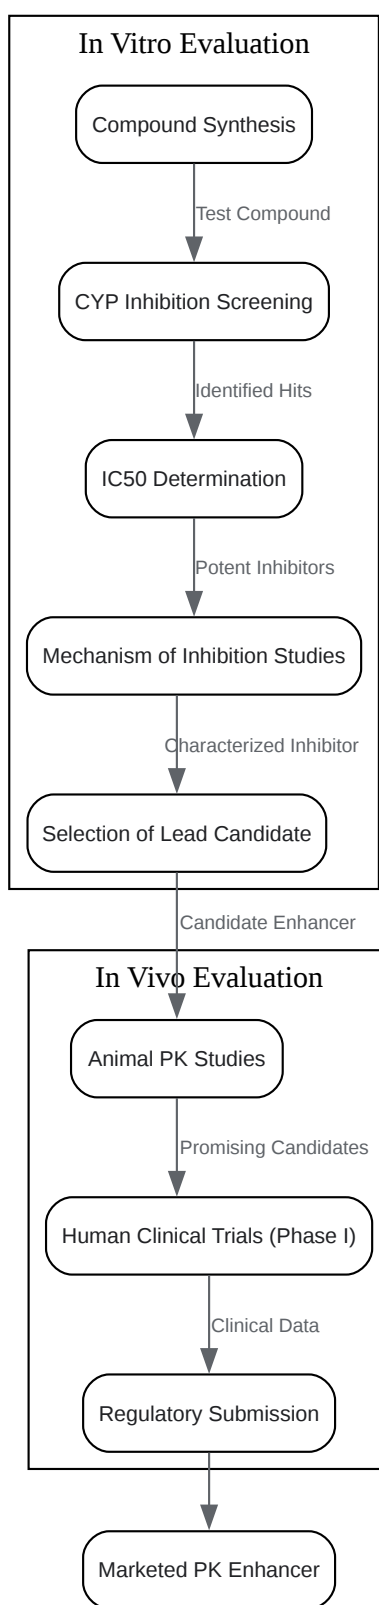 In Vitro Evaluation
Compound Synthesis
Test Compound
CYP Inhibition Screening
Identified Hits
IC50 Determination
Potent Inhibitors
Mechanism of Inhibition Studies
Characterized Inhibitor
Selection of Lead Candidate
Candidate Enhancer
In Vivo Evaluation
Animal PK Studies
Promising Candidates
Human Clinical Trials (Phase I)
Clinical Data
Regulatory Submission
Marketed PK Enhancer